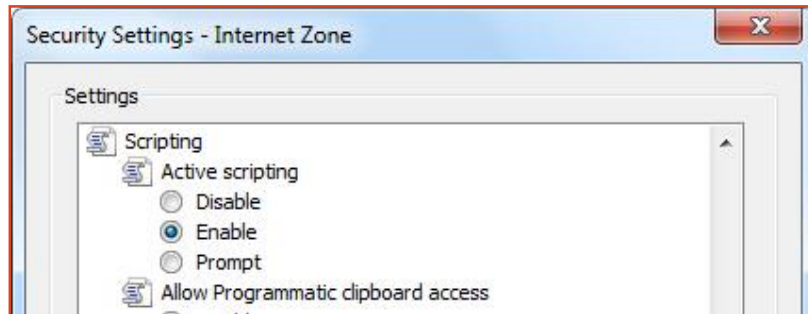 Security Settings - Internet Zone
Settings
Scripting
Active scripting
Disable
Enable
Prompt
Allow Programmatic clipboard access